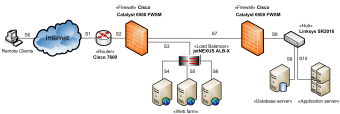 «Firewall» Cisco
Catalyst 6500 FWSM
«Firewall» Cisco
Catalyst 6500 FWSM
«Hub»
Linksys SR2016
S0
Internet
S1
S2
S7
S8
Remote Clients
«Router»
Cisco 7600
S3
«Load Balancer»
jetNEXUS ALB-X
S4
S5
S6
S9
S10
«Web farm»
«Database server»
«Application server»